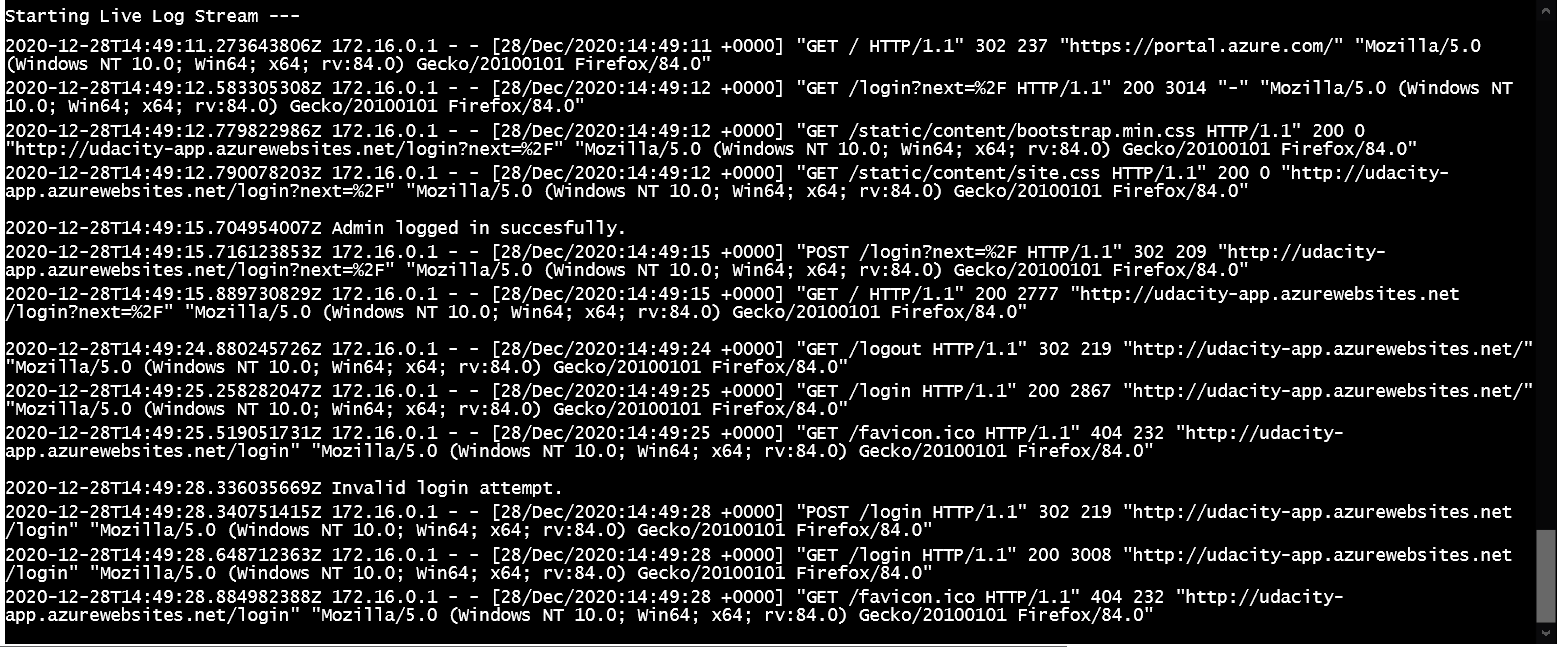 Starting Live Log Stream ---
2020-12-28T14:49:11.273643806Z 172.16.0.1 - - [28/Dec/2020:14:49:11 +0000] "GET / HTTP/1.1" 302 237 "https://portal.azure.com/" "Mozilla/5.0
(Windows NT 10.0; Win64; x64; rv:84.0) Gecko/20100101 Firefox/84.0"
2020-12-28T14:49:12.583305308Z 172.16.0.1 - - [28/Dec/2020:14:49:12 +0000] "GET /login?next=%2F HTTP/1.1" 200 3014 "-" "Mozilla/5.0 (Windows NT
10.0; Win64; x64; rv:84.0) Gecko/20100101 Firefox/84.0"
2020-12-28T14:49:12.779822986Z 172.16.0.1 - - [28/Dec/2020:14:49:12 +0000] "GET /static/content/bootstrap.min.css HTTP/1.1" 200 0
"http://udacity-app.azurewebsites.net/login?next=%2F" "Mozilla/5.0 (Windows NT 10.0; Win64; x64; rv:84.0) Gecko/20100101 Firefox/84.0"
2020-12-28T14:49:12.790078203Z 172.16.0.1 - - [28/Dec/2020:14:49:12 +0000] "GET /static/content/site.css HTTP/1.1" 200 0 "http://udacity-
app.azurewebsites.net/login?next=%2F" "Mozilla/5.0 (Windows NT 10.0; Win64; x64; rv:84.0) Gecko/20100101 Firefox/84.0"
2020-12-28T14:49:15.704954007Z Admin logged in succesfully.
2020-12-28T14:49:15.716123853Z 172.16.0.1 - - [28/Dec/2020:14:49:15 +0000] "POST /login?next=%2F HTTP/1.1" 302 209 "http://udacity-
app.azurewebsites.net/login?next=%2F" "Mozilla/5.0 (Windows NT 10.0; Win64; x64; rv:84.0) Gecko/20100101 Firefox/84.0"
2020-12-28T14:49:15.889730829Z 172.16.0.1 - - [28/Dec/2020:14:49:15 +0000] "GET / HTTP/1.1" 200 2777 "http://udacity-app.azurewebsites.net
/login?next=%2F" "Mozilla/5.0 (Windows NT 10.0; Win64; x64; rv:84.0) Gecko/20100101 Firefox/84.0"
2020-12-28T14:49:24.880245726Z 172.16.0.1 - - [28/Dec/2020:14:49:24 +0000] "GET /logout HTTP/1.1" 302 219 "http://udacity-app.azurewebsites.net/"
"Mozilla/5.0 (Windows NT 10.0; Win64; x64; rv:84.0) Gecko/20100101 Firefox/84.0"
2020-12-28T14:49:25.258282047Z 172.16.0.1 - - [28/Dec/2020:14:49:25 +0000] "GET /login HTTP/1.1" 200 2867 "http://udacity-app.azurewebsites.net/"
"Mozilla/5.0 (Windows NT 10.0; Win64; x64; rv:84.0) Gecko/20100101 Firefox/84.0"
2020-12-28T14:49:25.519051731Z 172.16.0.1 - - [28/Dec/2020:14:49:25 +0000] "GET /favicon.ico HTTP/1.1" 404 232 "http://udacity-
app.azurewebsites.net/login" "Mozilla/5.0 (Windows NT 10.0; Win64; x64; rv:84.0) Gecko/20100101 Firefox/84.0"
2020-12-28T14:49:28.336035669Z Invalid login attempt.
2020-12-28T14:49:28.340751415Z 172.16.0.1 - - [28/Dec/2020:14:49:28 +0000] "POST /login HTTP/1.1" 302 219 "http://udacity-app.azurewebsites.net
/login" "Mozilla/5.0 (Windows NT 10.0; Win64; x64; rv:84.0) Gecko/20100101 Firefox/84.0"
2020-12-28T14:49:28.648712363Z 172.16.0.1 - - [28/Dec/2020:14:49:28 +0000] "GET /login HTTP/1.1" 200 3008 "http://udacity-app.azurewebsites.net
/login" "Mozilla/5.0 (Windows NT 10.0; Win64; x64; rv:84.0) Gecko/20100101 Firefox/84.0"
2020-12-28T14:49:28.884982388Z 172.16.0.1 - - [28/Dec/2020:14:49:28 +0000] "GET /favicon.ico HTTP/1.1" 404 232 "http://udacity-
app.azurewebsites.net/login" "Mozilla/5.0 (Windows NT 10.0; Win64; x64; rv:84.0) Gecko/20100101 Firefox/84.0"